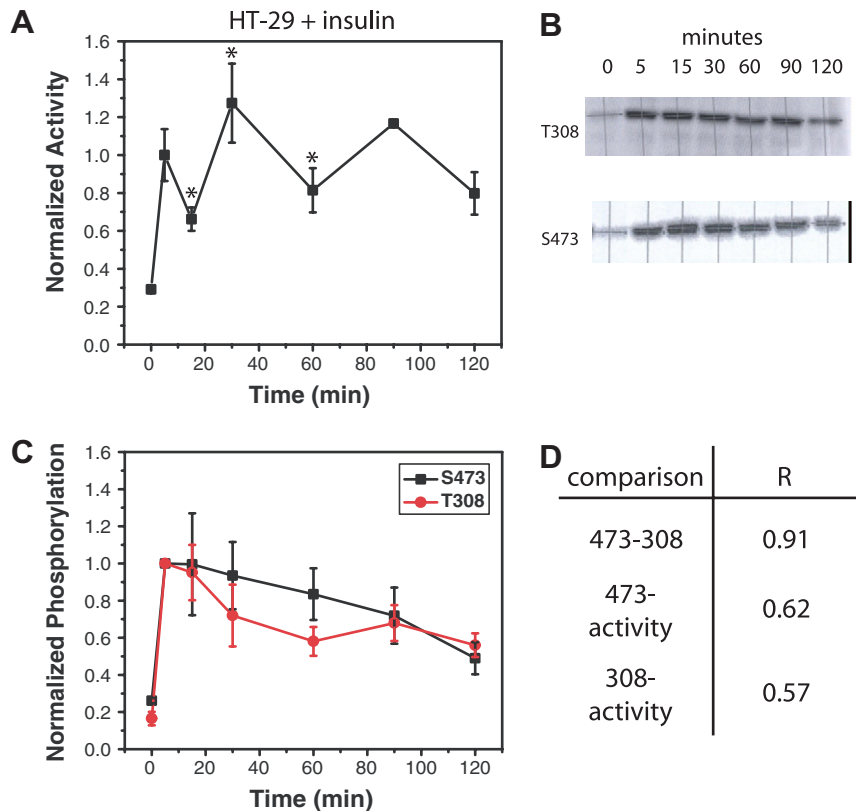 A
HT-29 + insulin
Normalized Activity
1.6
1.4
1.2
1.0
0.8
0.6
0.4
0.2
0.0
*
*
*
0 20 40 60 80 100 120
Time (min)
B
minutes
0 5 15 30 60 90 120
T308
S473
C
Normalized Phosphorylation
1.6
1.4
1.2
1.0
0.8
0.6
0.4
0.2
0.0
S473
T308
0 20 40 60 80 100 120
Time (min)
D
comparison R
473-308 0.91
473-
activity
0.62
308-
activity
0.57